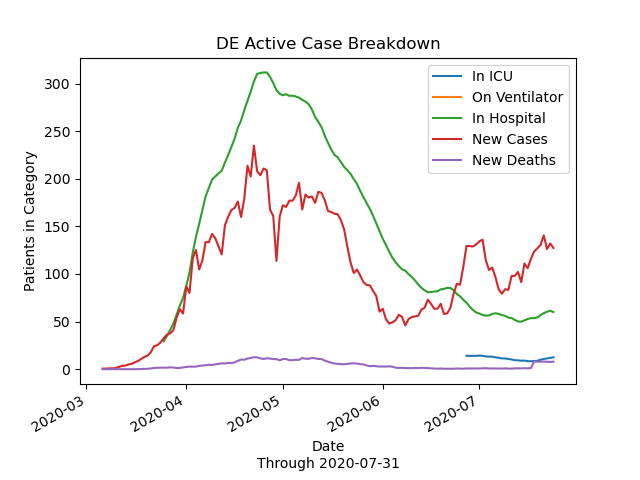 DE Active Case Breakdown
Patients in Category
300
250
200
150
100
50
0
In ICU
On Ventilator
In Hospital
New Cases
New Deaths
2020-03
2020-04
2020-05
2020-06
2020-07
Date
Through 2020-07-31